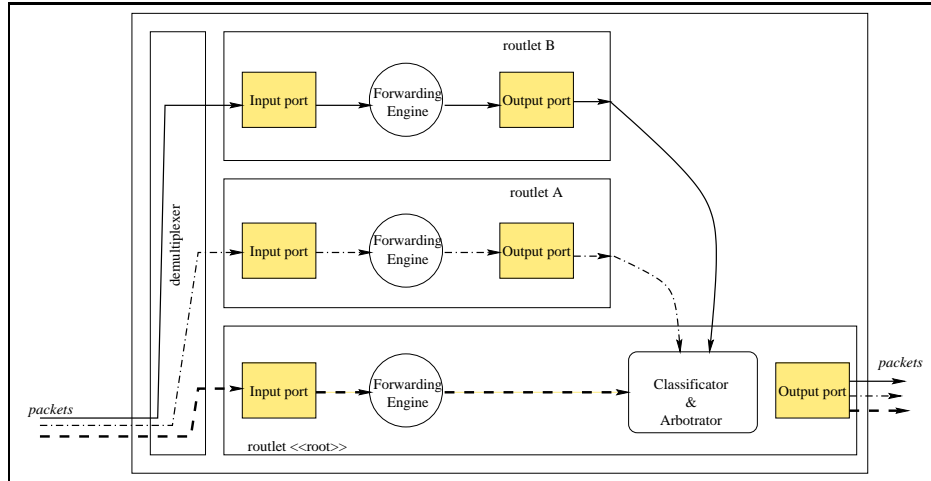 routlet B
Input port
Forwarding
Engine
Output port
routlet A
Input port
Forwarding
Engine
Output port
demultiplexer
packets
Input port
Forwarding
Engine
Classificator
&
Arbotrator
Output port
packets
routlet <<root>>